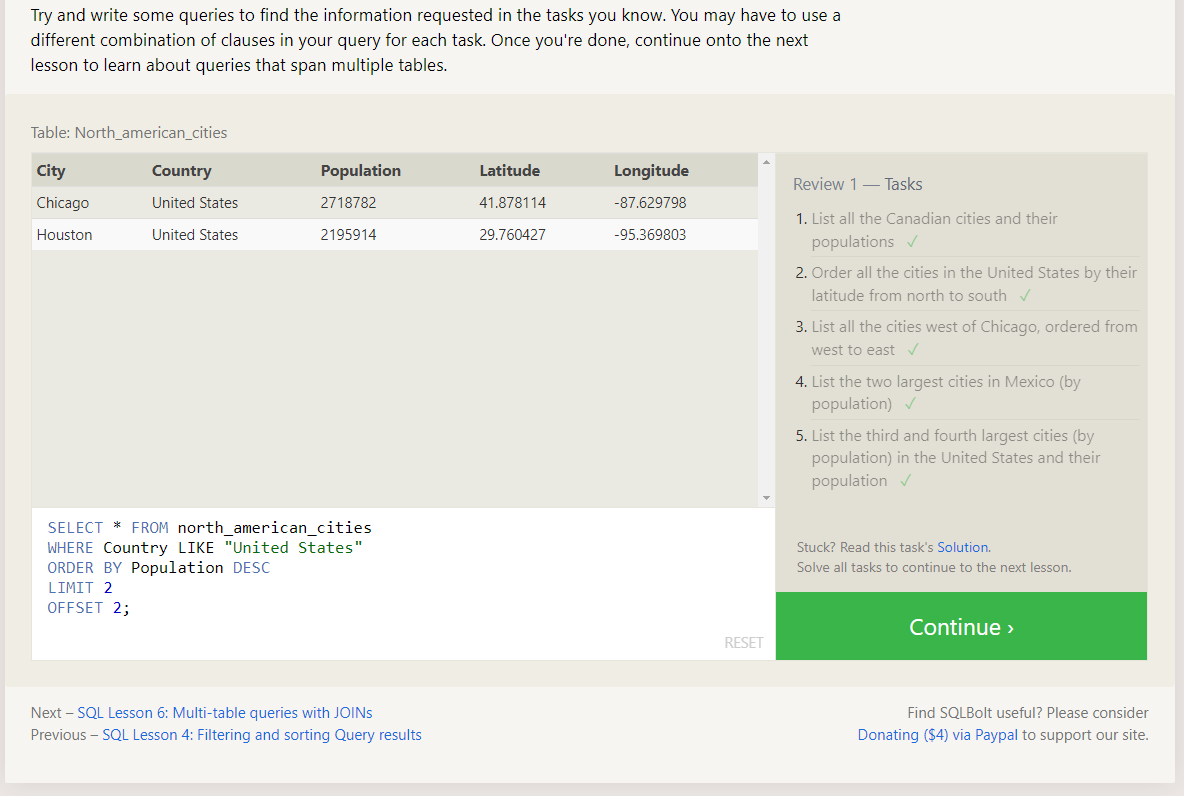 Try and write some queries to find the information requested in the tasks you know. You may have to use a
different combination of clauses in your query for each task. Once you're done, continue onto the next
lesson to learn about queries that span multiple tables.
Table: North_american_cities
City Country Population Latitude Longitude
Chicago United States 2718782 41.878114 -87.629798
Houston United States 2195914 29.760427 -95.369803
SELECT * FROM north_american_cities
WHERE Country LIKE "United States"
ORDER BY Population DESC
LIMIT 2
OFFSET 2;
RESET
Review 1 — Tasks
1. List all the Canadian cities and their
populations ✓
2. Order all the cities in the United States by their
latitude from north to south ✓
3. List all the cities west of Chicago, ordered from
west to east ✓
4. List the two largest cities in Mexico (by
population) ✓
5. List the third and fourth largest cities (by
population) in the United States and their
population ✓
Stuck? Read this task's Solution.
Solve all tasks to continue to the next lesson.
Continue ›
Next – SQL Lesson 6: Multi-table queries with JOINs
Previous – SQL Lesson 4: Filtering and sorting Query results
Find SQLBolt useful? Please consider
Donating ($4) via Paypal to support our site.